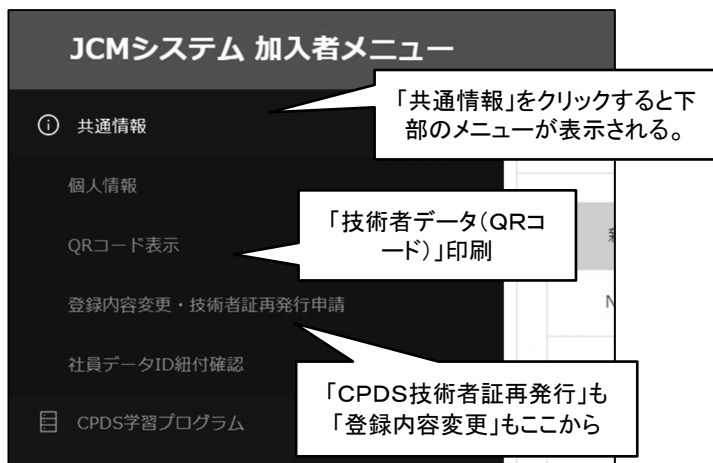 JCMシステム 加入者メニュー
「共通情報」をクリックすると下
部のメニューが表示される。
共通情報
個人情報
「技術者データ(QRコ
ード)」印刷
QRコード表示
登録内容変更・技術者証再発行申請
社員データID紐付確認
「CPDS技術者証再発行」も
「登録内容変更」もここから
CPDS学習プログラム